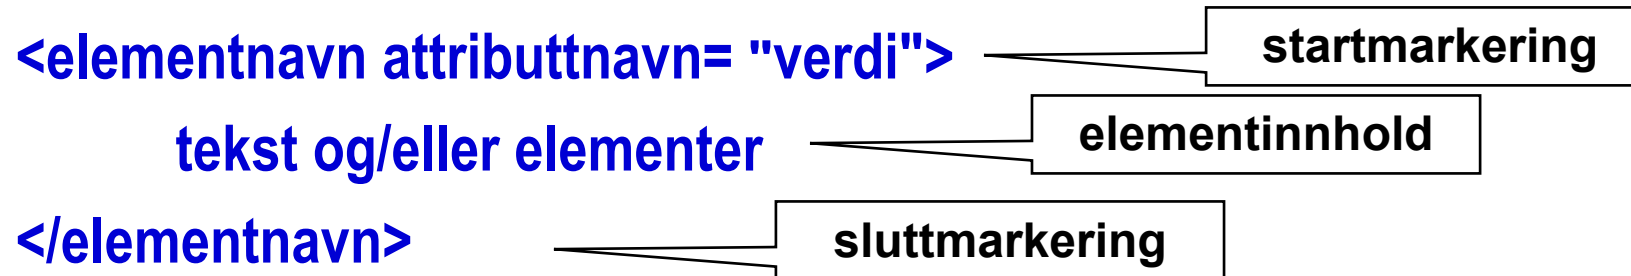 <elementnavn attributtnavn= "verdi"> startmarkering
tekst og/eller elementer elementinnhold
</elementnavn> sluttmarkering